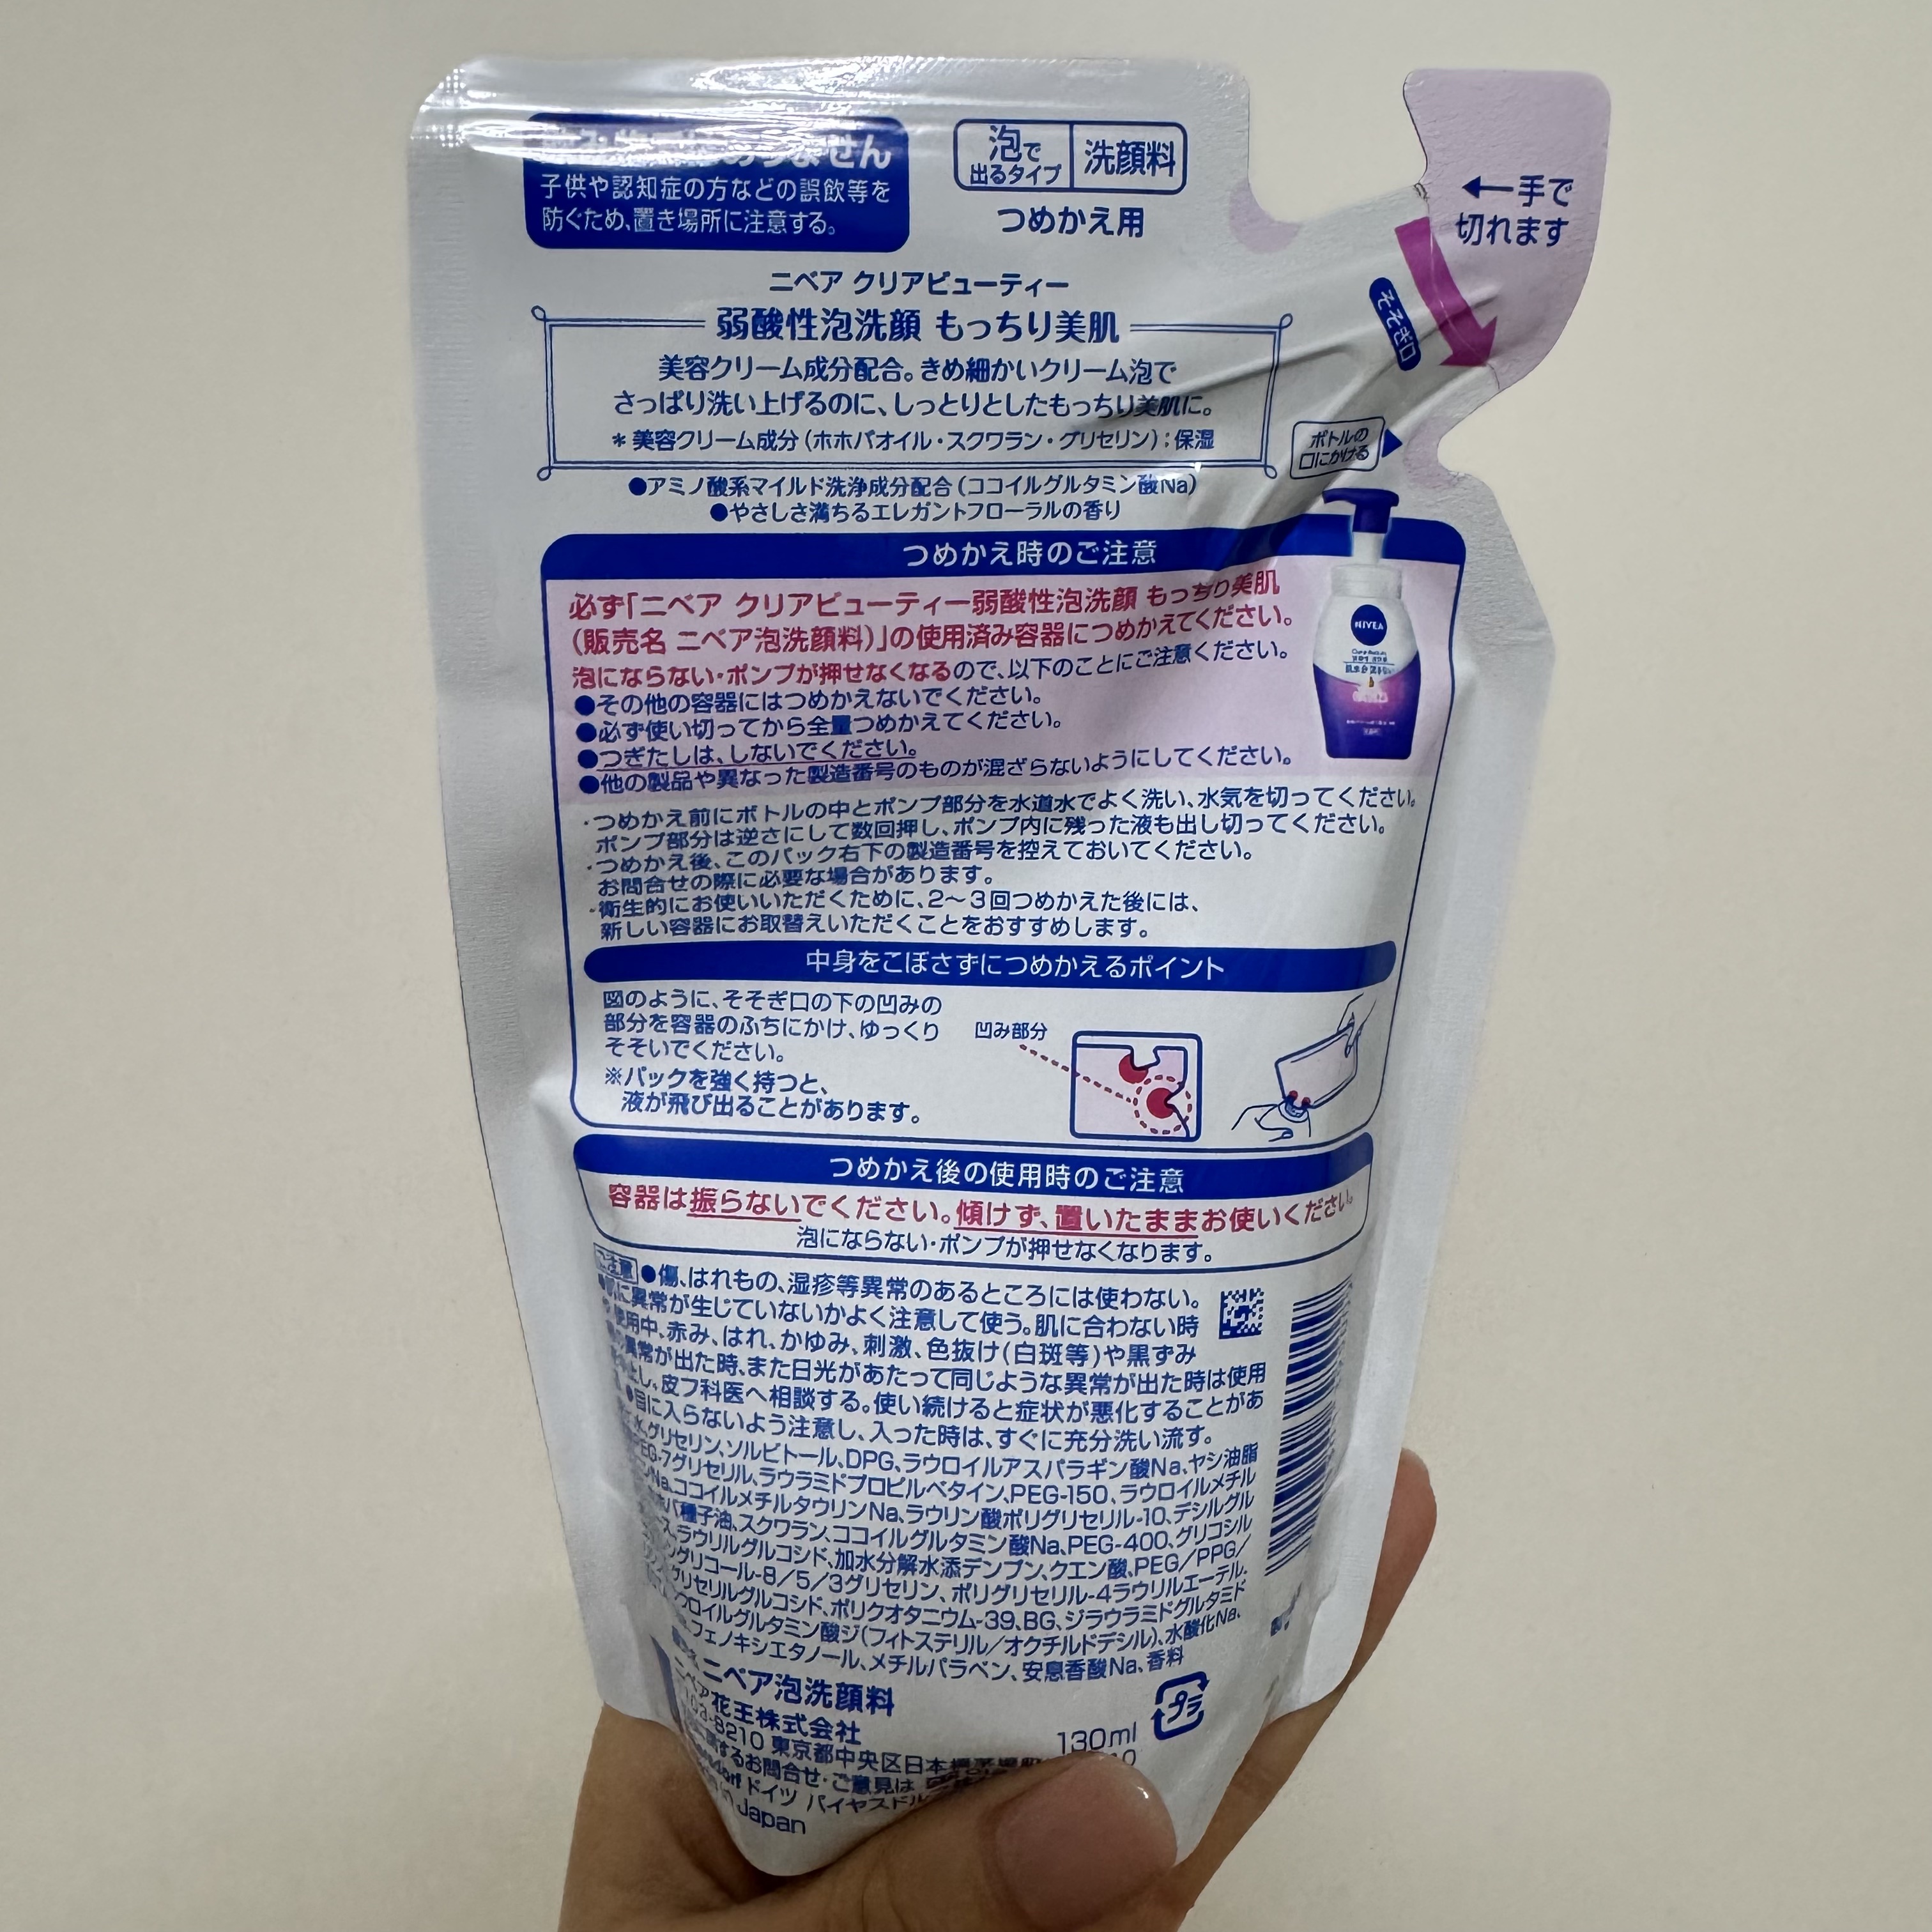 子供や認知症の方などの誤飲等を
防ぐため、置き場所に注意する。
泡で
出るタイプ
洗顔料
つめかえ用
←手で
切れます
そそぎ口
ニベア クリアビューティー
弱酸性泡洗顔 もっちり美肌
美容クリーム成分配合。きめ細かいクリーム泡で
さっぱり洗い上げるのに、しっとりとしたもっちり美肌に。
＊美容クリーム成分(ホホバオイル・スクワラン・グリセリン):保湿
ボトルの
口にかける
●アミノ酸系マイルド洗浄成分配合(ココイルグルタミン酸Na)
●やさしさ満ちるエレガントフローラルの香り
つめかえ時のご注意
必ず「ニベア クリアビューティー弱酸性泡洗顔 もっちり美肌
(販売名 ニベア泡洗顔料)」の使用済み容器につめかえてください。
泡にならない・ポンプが押せなくなるので、以下のことにご注意ください。
●その他の容器にはつめかえないでください。
●必ず使い切ってから全量つめかえてください。
●つぎたしは、しないでください。
●他の製品や異なった製造番号のものが混ざらないようにしてください。
NIVEA
・つめかえ前にボトルの中とポンプ部分を水道水でよく洗い、水気を切ってください。
ポンプ部分は逆さにして数回押し、ポンプ内に残った液も出し切ってください。
・つめかえ後、このパック右下の製造番号を控えておいてください。
お問合せの際に必要な場合があります。
・衛生的にお使いいただくために、2～3回つめかえた後には、
新しい容器にお取替えいただくことをおすすめします。
中身をこぼさずにつめかえるポイント
図のように、そそぎ口の下の凹みの
部分を容器のふちにかけ、ゆっくり
そそいでください。
※パックを強く持つと、
液が飛び出ることがあります。
凹み部分
つめかえ後の使用時のご注意
容器は振らないでください。傾けず、置いたままお使いください。
泡にならない・ポンプが押せなくなります。
ご注意 ●傷、はれもの、湿疹等異常のあるところには使わない。
●肌に異常が生じていないかよく注意して使う。肌に合わない時
使用中、赤み、はれ、かゆみ、刺激、色抜け(白斑等)や黒ずみ
異常が出た時、また日光があたって同じような異常が出た時は使用
し、皮フ科医へ相談する。使い続けると症状が悪化することがあ
●目に入らないよう注意し、入った時は、すぐに充分洗い流す。
水、グリセリン、ソルビトール、DPG、ラウロイルアスパラギン酸Na、ヤシ油脂
PEG-7グリセリル、ラウラミドプロピルベタイン、PEG-150、ラウロイルメチル
Na、ココイルメチルタウリンNa、ラウリン酸ポリグリセリル-10、デシルグル
種子油、スクワラン、ココイルグルタミン酸Na、PEG-400、グリコシル
ラウリルグルコシド、加水分解水添デンプン、クエン酸、PEG/PPG/
グリコール-8/5/3グリセリン、ポリグリセリル-4ラウリルエーテル、
グリセリルグルコシド、ポリクオタニウム-39、BG、ジラウラミドグルタミド
ウロイルグルタミン酸ジ(フィトステリル/オクチルドデシル)、水酸化Na、
フェノキシエタノール、メチルパラベン、安息香酸Na、香料
ニベア泡洗顔料
ニベア花王株式会社
103-8210 東京都中央区日本橋
するお問合せ・ご意見は
ドイツ バイヤスドル
in Japan
130ml
プラ